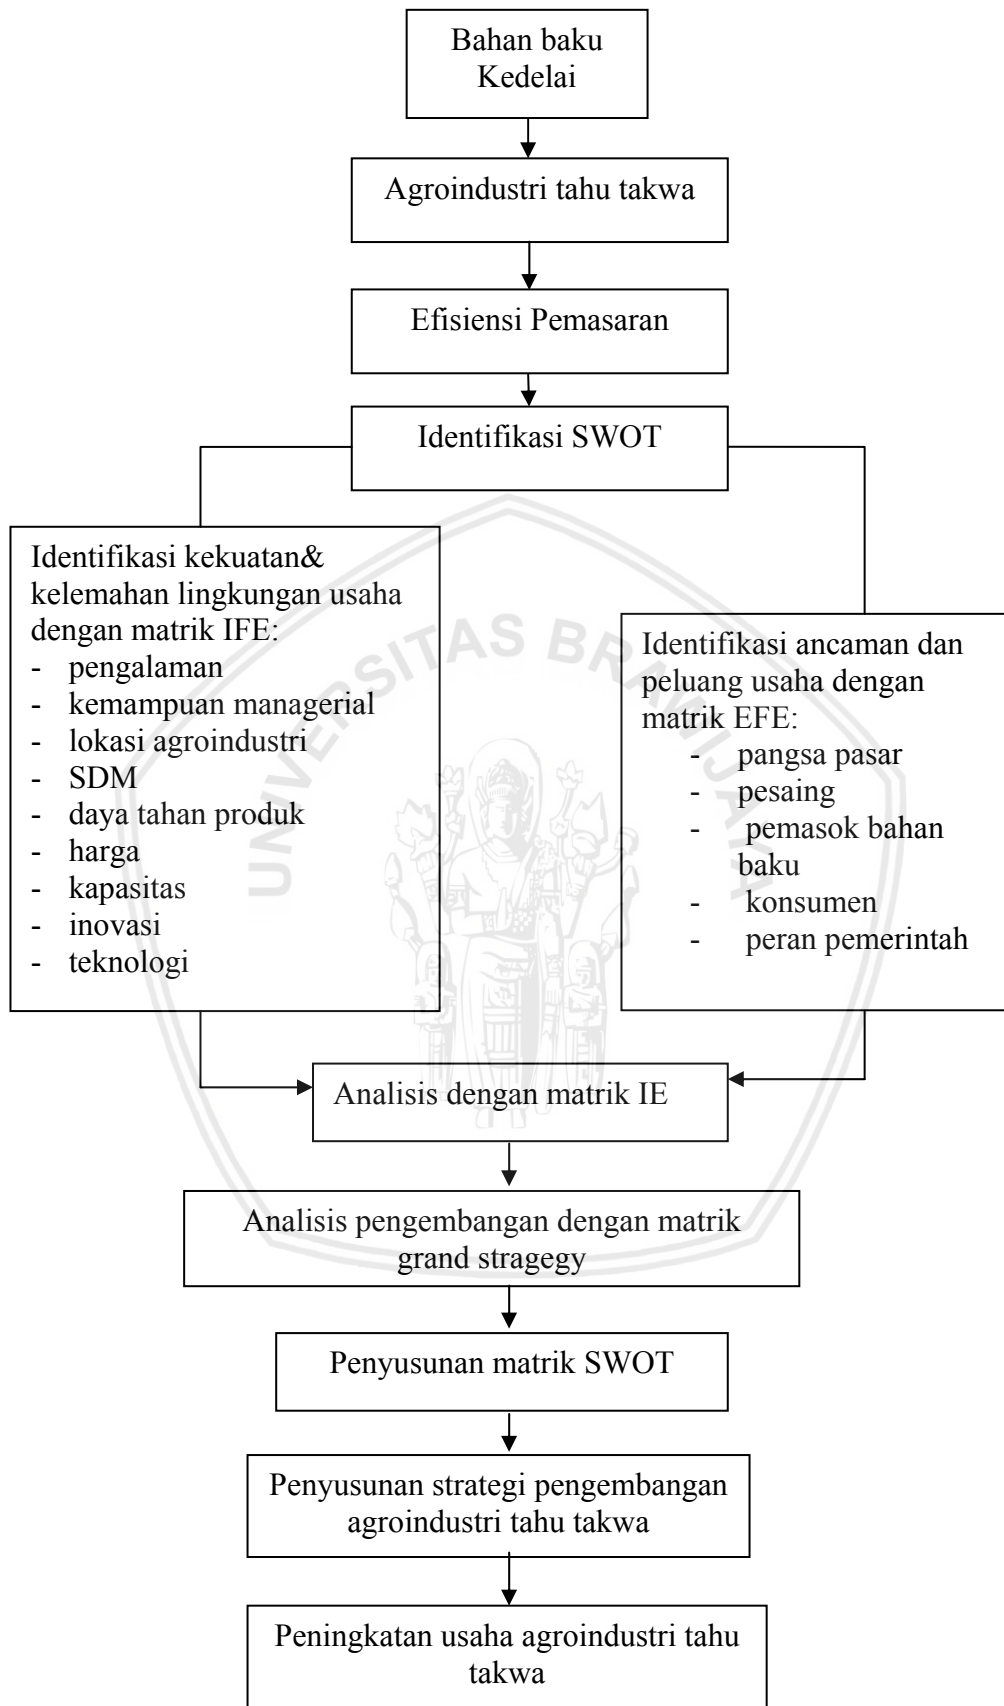 Bahan baku
Kedelai
Agroindustri tahu takwa
Efisiensi Pemasaran
Identifikasi SWOT
Identifikasi kekuatan&
kelemahan lingkungan usaha
dengan matrik IFE:
- pengalaman
- kemampuan managerial
- lokasi agroindustri
- SDM
- daya tahan produk
- harga
- kapasitas
- inovasi
- teknologi
Identifikasi ancaman dan
peluang usaha dengan
matrik EFE:
- pangsa pasar
- pesaing
- pemasok bahan
baku
- konsumen
- peran pemerintah
UNIVERSITAS BRAWIJAYA
Analisis dengan matrik IE
Analisis pengembangan dengan matrik
grand stragegy
Penyusunan matrik SWOT
Penyusunan strategi pengembangan
agroindustri tahu takwa
Peningkatan usaha agroindustri tahu
takwa